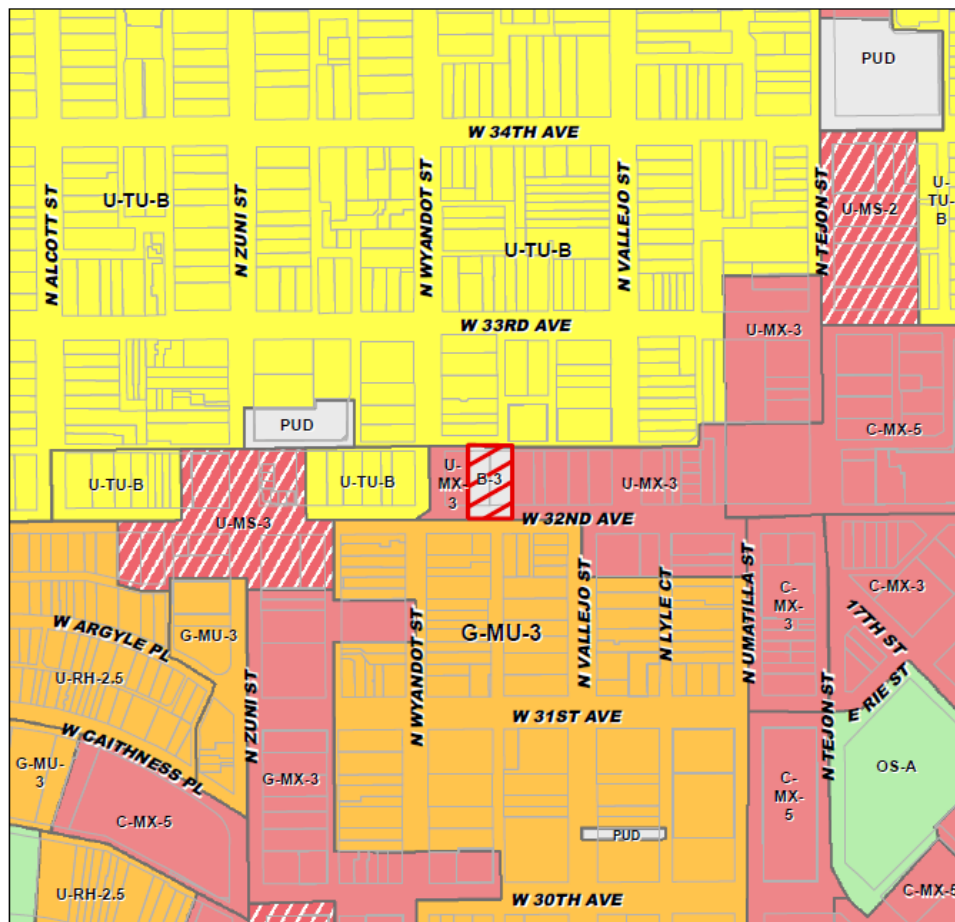 PUD
W 34TH AVE
N ALCOTT ST
U-TU-B
N ZUNI ST
N WYANDOT ST
U-TU-B
N VALLEJO ST
N TEJON ST
U-MS-2
U-
TU-
B
W 33RD AVE
U-MX-3
PUD
C-MX-5
U-TU-B
U-MS-3
U-TU-B
U-
MX-
3
B-3
U-MX-3
W 32ND AVE
G-MU-3
W ARGYLE PL
U-RH-2.5
N ZUNI ST
N WYANDOT ST
G-MU-3
N VALLEJO ST
N LYLE CT
N UMATILLA ST
C-
MX-
3
C-MX-3
17TH ST
E RIE ST
N TEJON ST
W 31ST AVE
W CAITHNESS PL
G-MU-
3
C-MX-5
G-MX-3
C-
MX-
5
OS-A
PUD
U-RH-2.5
W 30TH AVE
C-MX-5